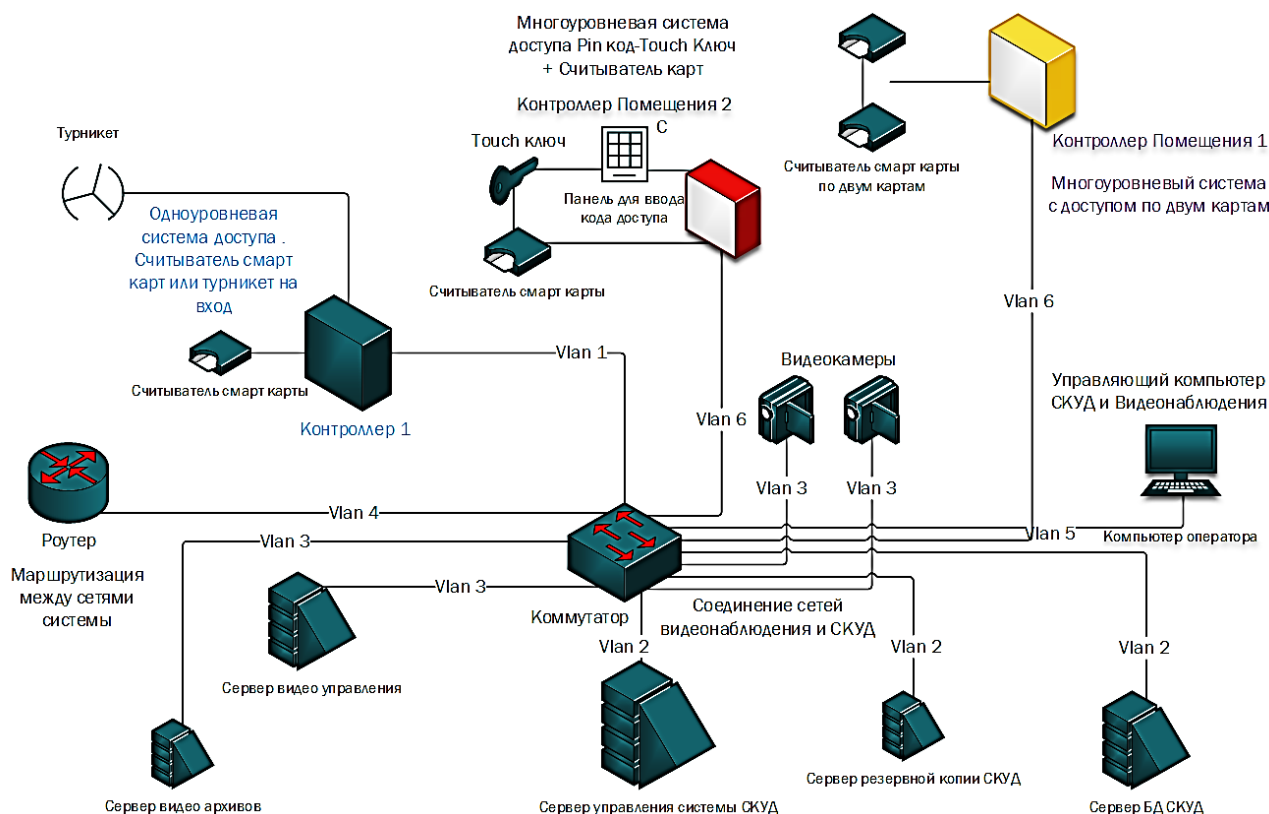 Многоуровневая система
доступа Pin код-Touch Ключ
+ Считыватель карт
Контроллер Помещения 2
С
Турникет
Touch ключ
Панель для ввода
кода доступа
Считыватель смарт карты
по двум картам
Контроллер Помещения 1
Многоуровневый система
с доступом по двум картам
Одноуровневая
система доступа .
Считыватель смарт
карт или турникет на
вход
Считыватель смарт карты
Vlan 6
Vlan 1
Считыватель смарт карты
Контроллер 1
Видеокамеры
Управляющий компьютер
СКУД и Видеонаблюдения
Vlan 6
Vlan 3
Vlan 3
Vlan 4
Vlan 5
Компьютер оператора
Роутер
Vlan 3
Маршрутизация
между сетями
системы
Vlan 3
Коммутатор
Соединение сетей
видеонаблюдения и СКУД
Vlan 2
Vlan 2
Vlan 2
Сервер видео управления
Сервер видео архивов
Сервер управления системы СКУД
Сервер резервной копии СКУД
Сервер БД СКУД